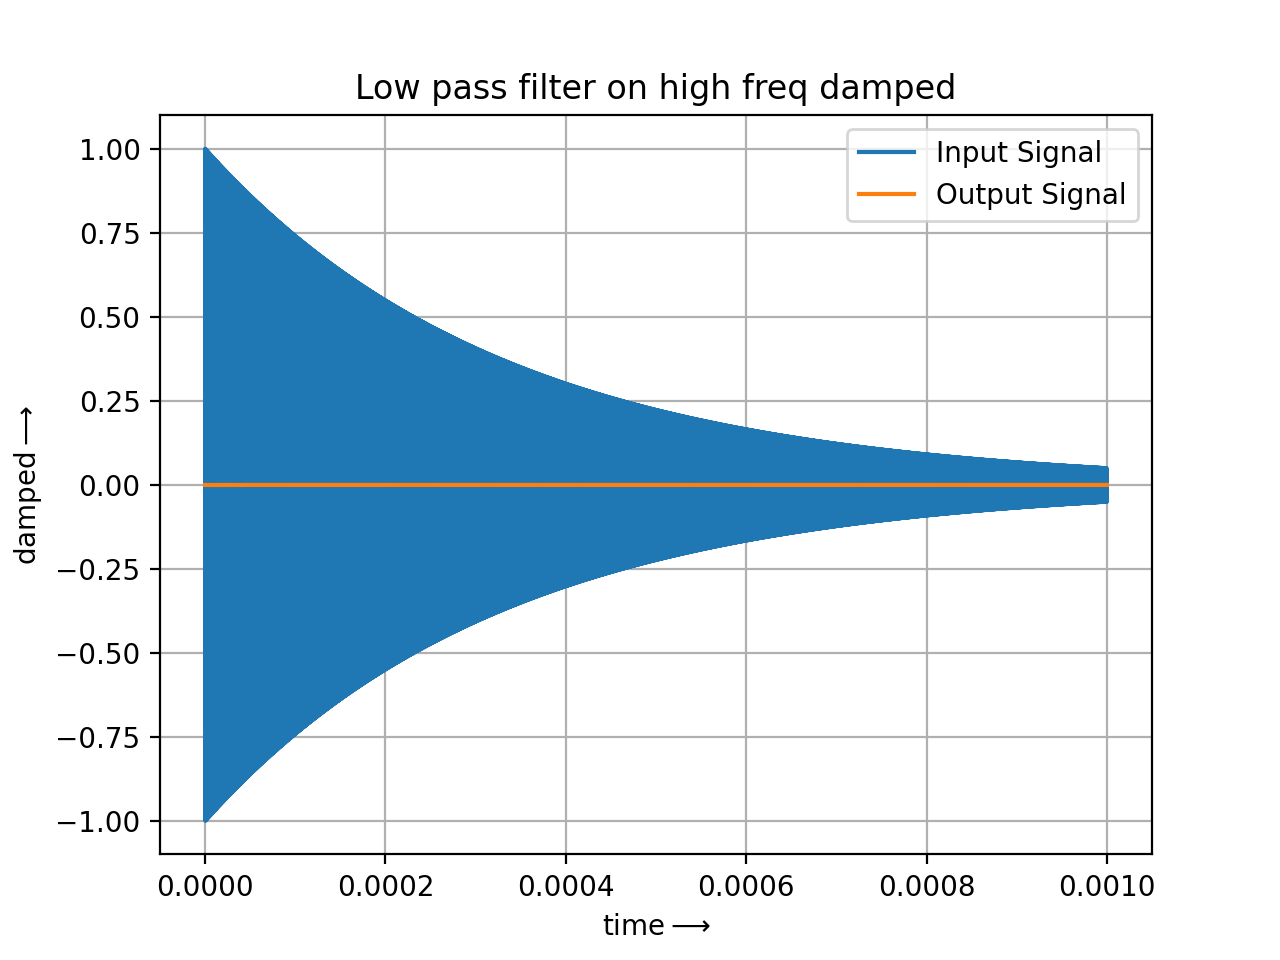 Low pass filter on high freq damped
Input Signal
Output Signal
1.00
0.75
0.50
0.25
0.00
−0.25
−0.50
−0.75
−1.00
damped⟶
0.0000 0.0002 0.0004 0.0006 0.0008 0.0010
time⟶